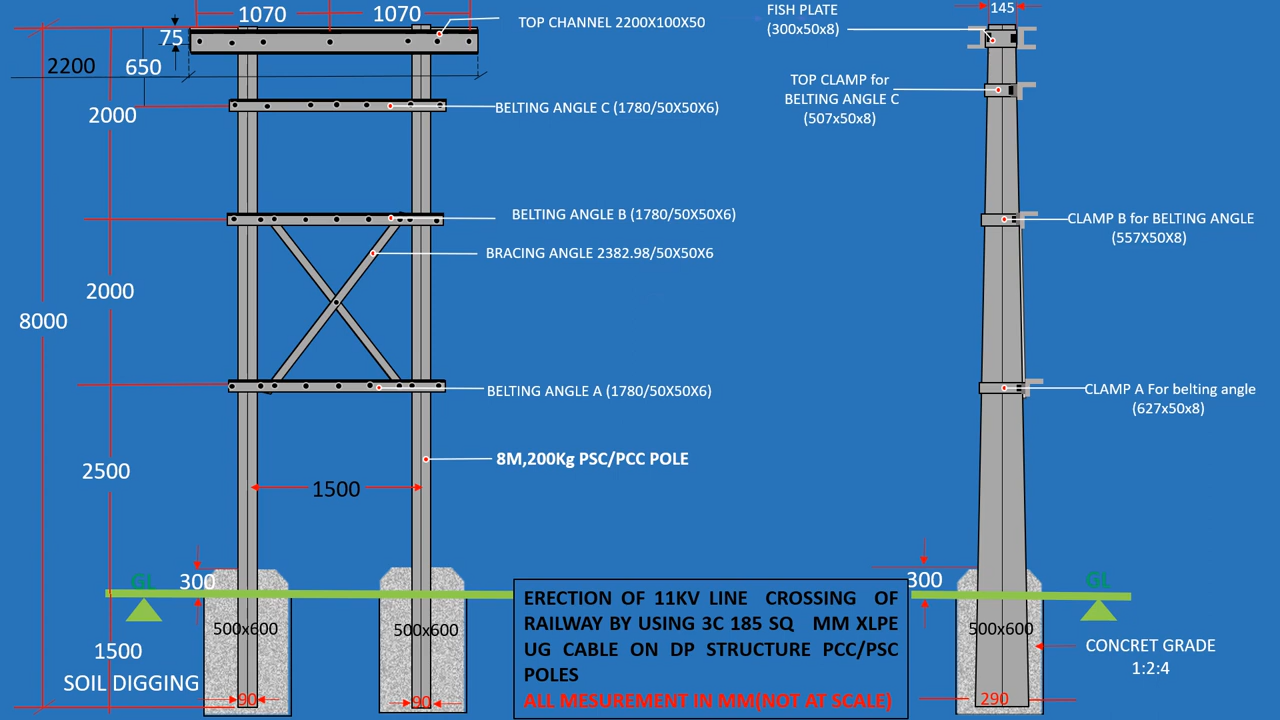 1070
1070
TOP CHANNEL 2200X100X50
75
2200
650
2000
BELTING ANGLE C (1780/50X50X6)
BELTING ANGLE B (1780/50X50X6)
BRACING ANGLE 2382.98/50X50X6
2000
8000
BELTING ANGLE A (1780/50X50X6)
2500
8M,200Kg PSC/PCC POLE
1500
GL
300
500x600
500x600
1500
SOIL DIGGING
90
90
ERECTION OF 11KV LINE CROSSING OF
RAILWAY BY USING 3C 185 SQ MM XLPE
UG CABLE ON DP STRUCTURE PCC/PSC
POLES
ALL MESUREMENT IN MM(NOT AT SCALE)
145
FISH PLATE
(300x50x8)
TOP CLAMP for
BELTING ANGLE C
(507x50x8)
CLAMP B for BELTING ANGLE
(557X50X8)
CLAMP A For belting angle
(627x50x8)
300
GL
500x600
CONCRET GRADE
1:2:4
290